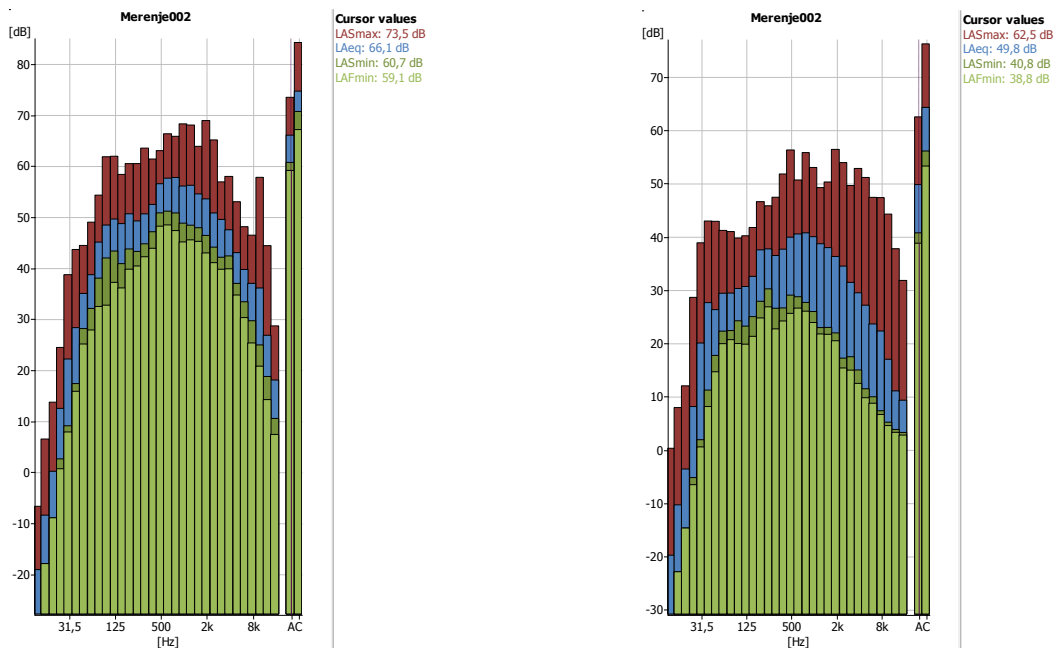 Merenje002
[dB]
80
70
60
50
40
30
20
10
0
-10
-20
31,5 125 500 2k 8k AC
[Hz]
Cursor values
LASmax: 73,5 dB
LAeq: 66,1 dB
LASmin: 60,7 dB
LAFmin: 59,1 dB
Merenje002
[dB]
70
60
50
40
30
20
10
0
-10
-20
-30
31,5 125 500 2k 8k AC
[Hz]
Cursor values
LASmax: 62,5 dB
LAeq: 49,8 dB
LASmin: 40,8 dB
LAFmin: 38,8 dB